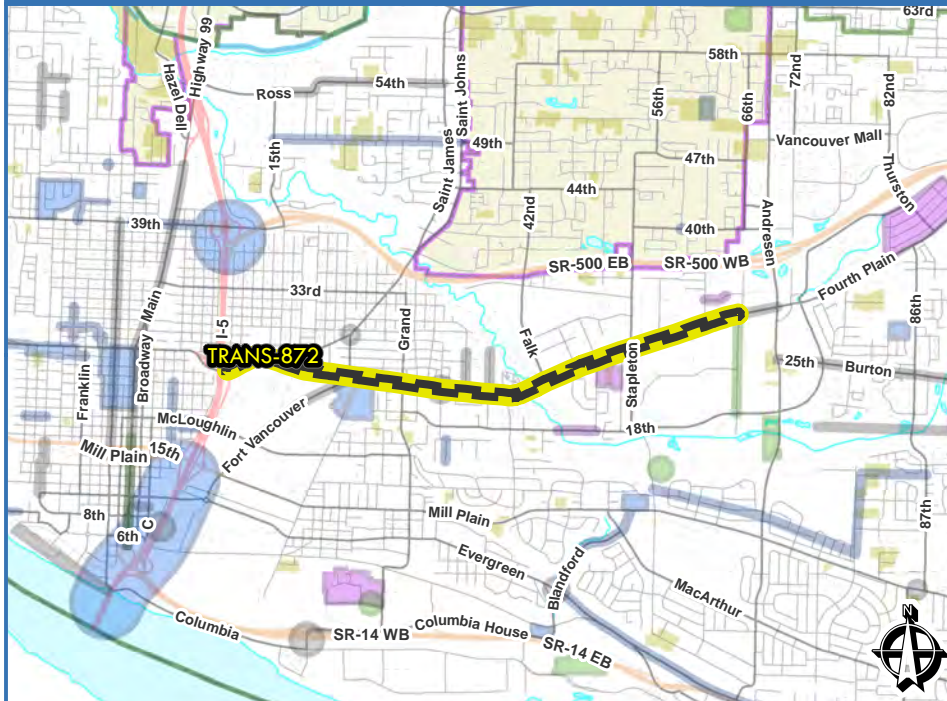 63rd
Highway 99
Saint Johns
58th
Hazel Dell
54th
56th
66th
72nd
82nd
Ross
15th
49th
Vancouver Mall
Saint James
47th
Thurston
44th
42nd
39th
40th
Andresen
SR-500 EB
SR-500 WB
33rd
Fourth Plain
86th
Broadway - Main
I-5
Grand
Falk
TRANS-872
Stapleton
25th
Burton
Franklin
McLoughlin
Fort Vancouver
18th
Mill Plain
15th
87th
8th
C
Mill Plain
6th
Evergreen
Blandford
MacArthur
N
Columbia
SR-14 WB
Columbia House
SR-14 EB